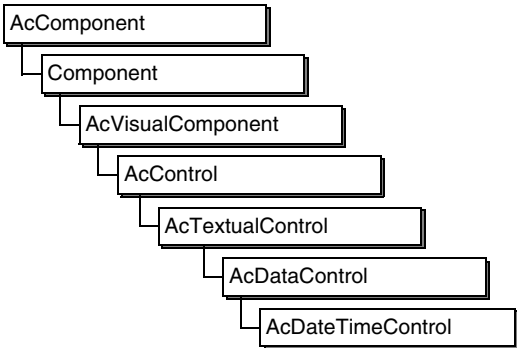 AcComponent
Component
AcVisualComponent
AcControl
AcTextualControl
AcDataControl
AcDateTimeControl